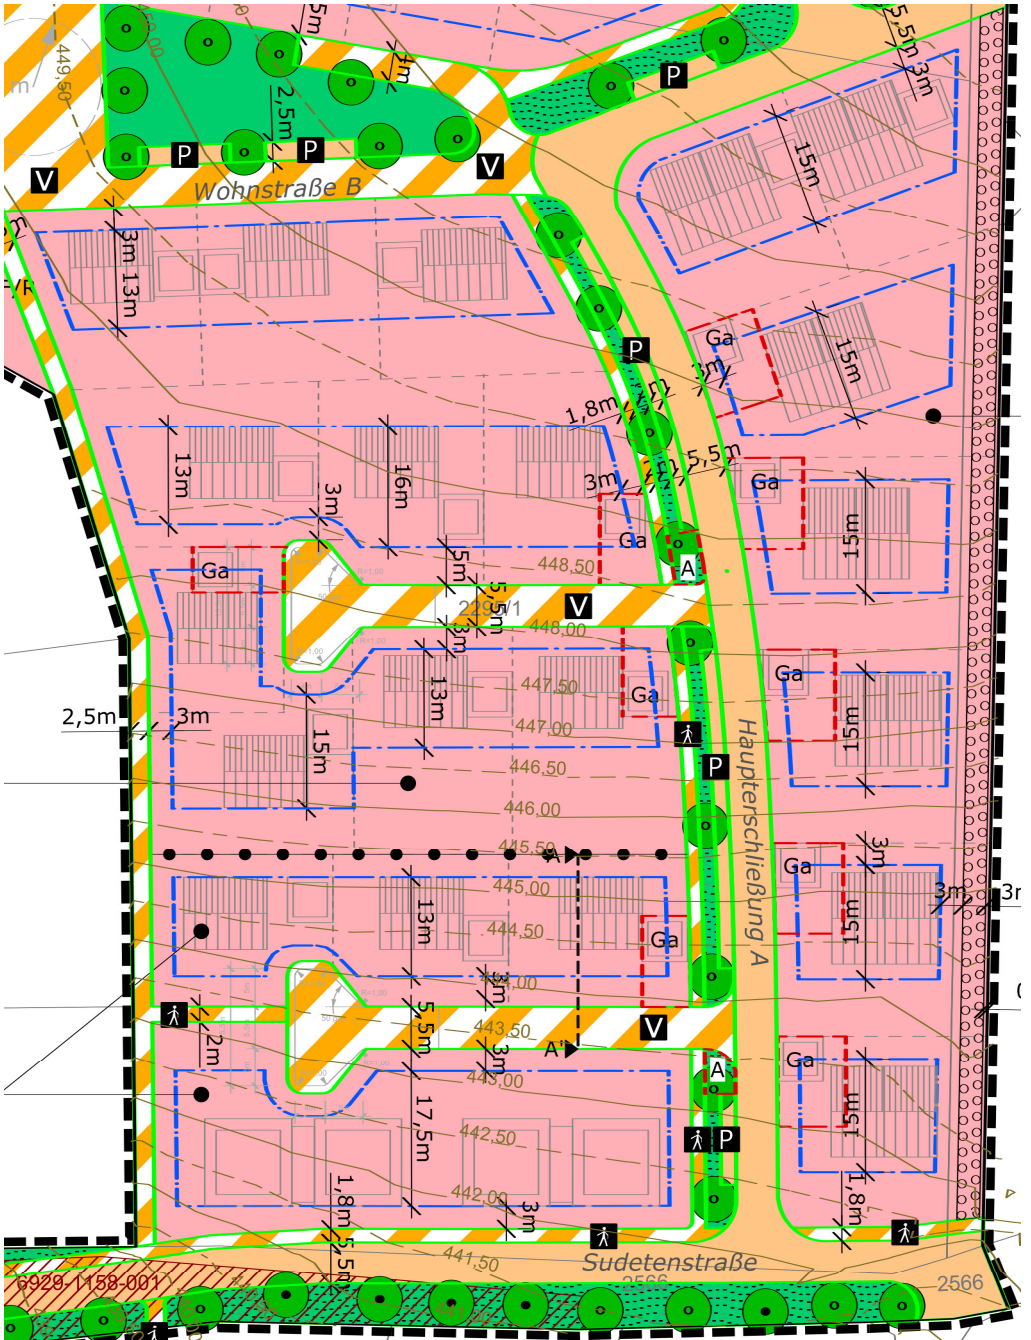 449,50
450,00
5m
4m
2,5m
5,5m
3m
P
P
P
V
V
Wohnstraße B
15m
3m
13m
F/R
P
Ga
3m
15m
1,8m
5,5m
3m
Ga
13m
16m
3m
Ga
15m
Ga
5m
448,50
A
5,5m
V
448,00
3m
Ga
447,50
Ga
13m
447,00
15m
2,5m
3m
15m
P
Haupterschließung A
446,50
446,00
445,50
A
3m
Ga
445,00
13m
15m
3m
444,50
Ga
444,00
3m
5,5m
443,50
V
2m
A'
3m
A
Ga
443,00
17,5m
15m
442,50
P
442,00
1,8m
3m
1,8m
5,5m
Sudetenstraße
441,50
2566
2566
6929-1158-001